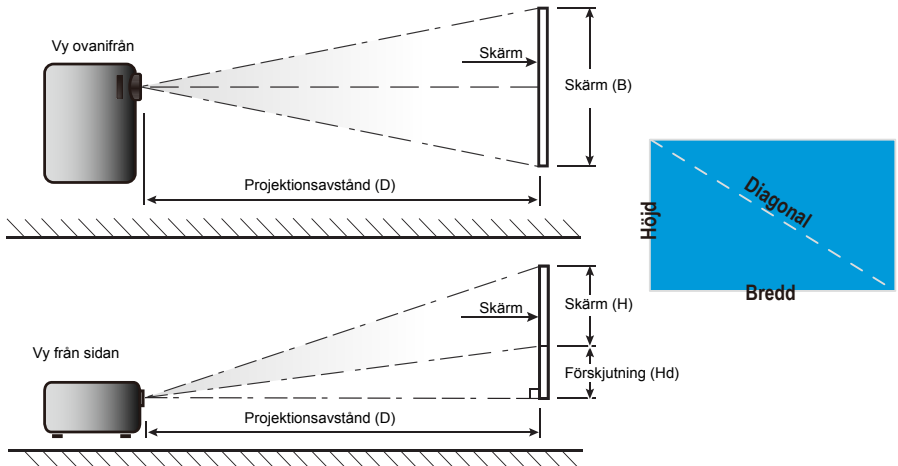 Vy ovanifrån
Skärm
Skärm (B)
Projektionsavstånd (D)
Diagonal
Höjd
Bredd
Skärm
Skärm (H)
Vy från sidan
Förskjutning (Hd)
Projektionsavstånd (D)